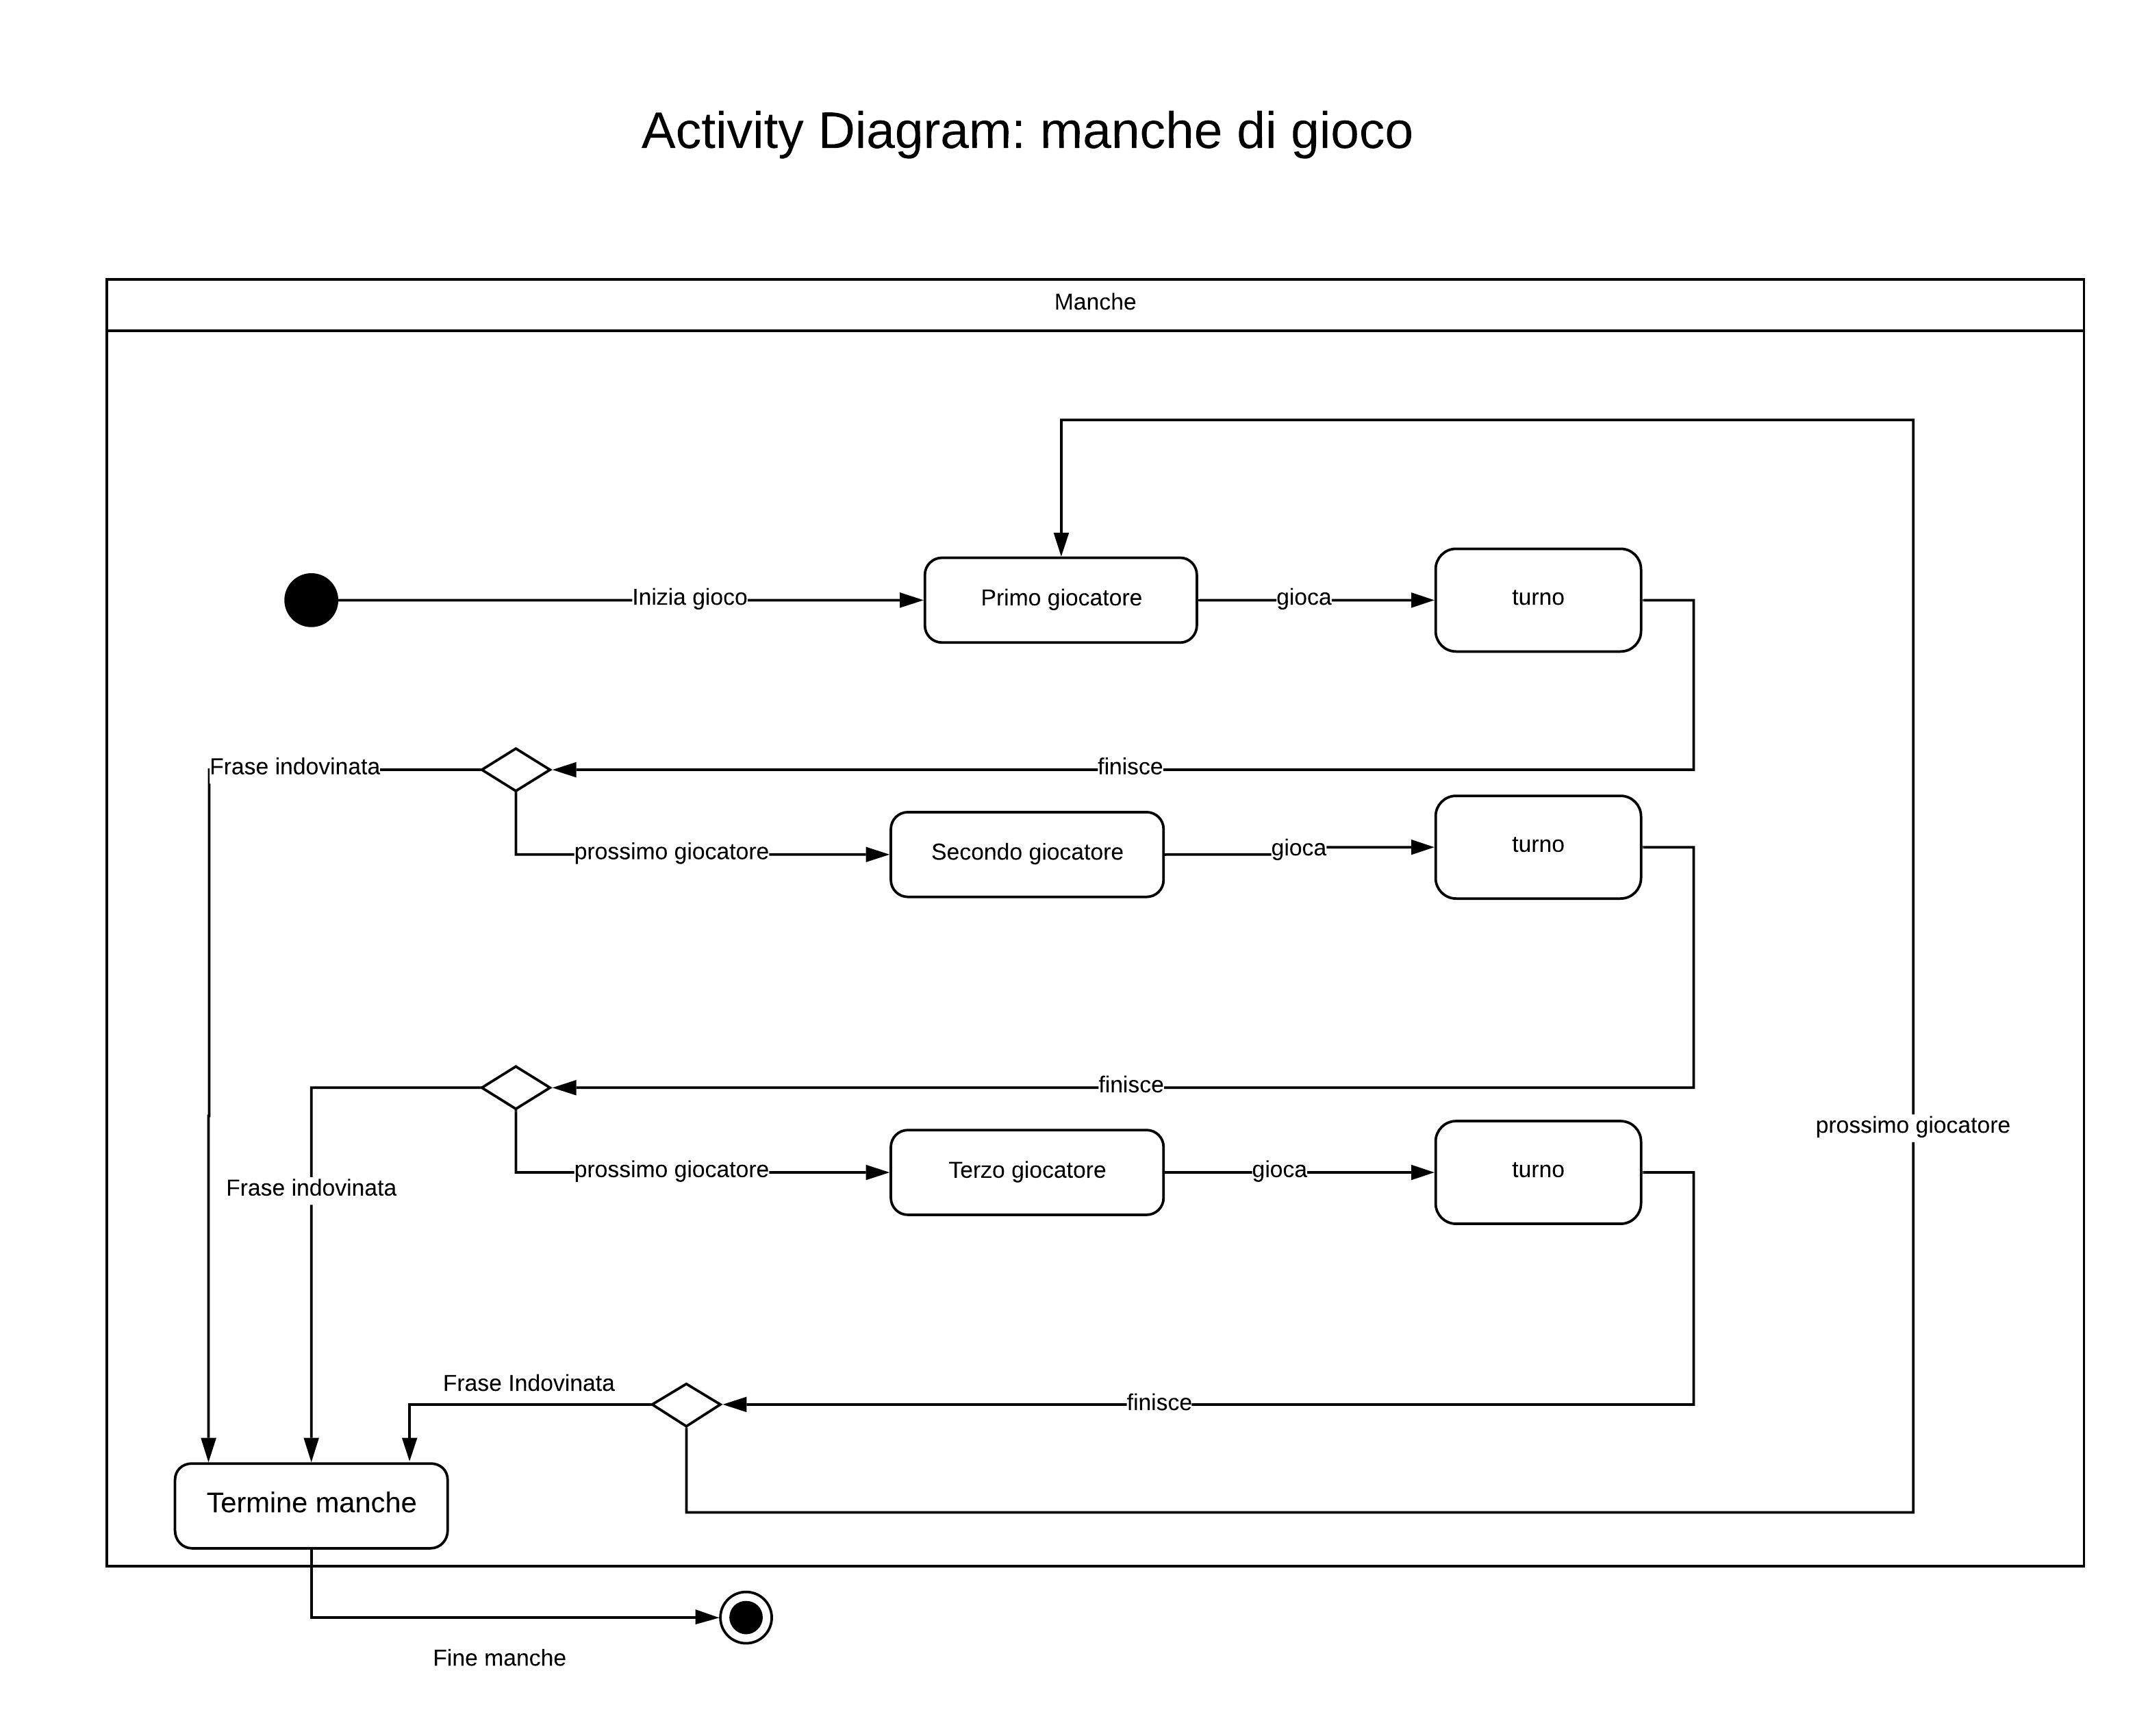 Activity Diagram: manche di gioco
Manche
Inizia gioco
Primo giocatore
gioca
turno
Frase indovinata
finisce
prossimo giocatore
Secondo giocatore
gioca
turno
finisce
prossimo giocatore
Frase indovinata
prossimo giocatore
Terzo giocatore
gioca
turno
Frase Indovinata
finisce
Termine manche
Fine manche